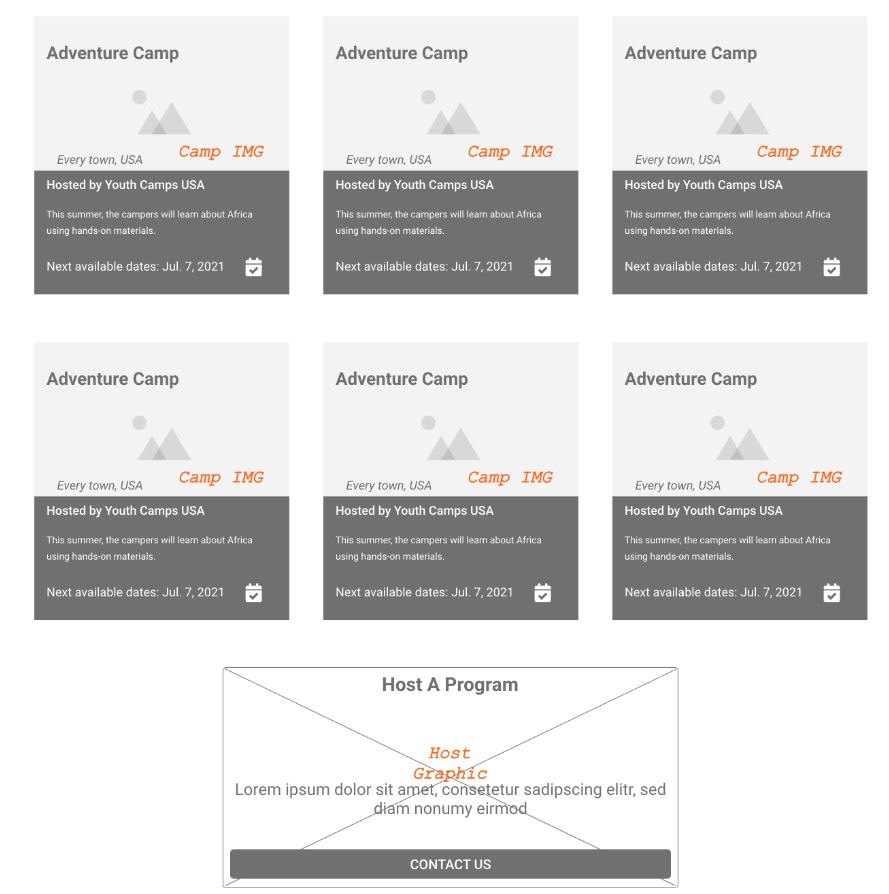 Adventure Camp
Every town, USA
Camp IMG
Hosted by Youth Camps USA
This summer, the campers will learn about Africa
using hands-on materials.
Next available dates: Jul. 7, 2021
Adventure Camp
Every town, USA
Camp IMG
Hosted by Youth Camps USA
This summer, the campers will learn about Africa
using hands-on materials.
Next available dates: Jul. 7, 2021
Adventure Camp
Every town, USA
Camp IMG
Hosted by Youth Camps USA
This summer, the campers will learn about Africa
using hands-on materials.
Next available dates: Jul. 7, 2021
Adventure Camp
Every town, USA
Camp IMG
Hosted by Youth Camps USA
This summer, the campers will learn about Africa
using hands-on materials.
Next available dates: Jul. 7, 2021
Adventure Camp
Every town, USA
Camp IMG
Hosted by Youth Camps USA
This summer, the campers will learn about Africa
using hands-on materials.
Next available dates: Jul. 7, 2021
Adventure Camp
Every town, USA
Camp IMG
Hosted by Youth Camps USA
This summer, the campers will learn about Africa
using hands-on materials.
Next available dates: Jul. 7, 2021
Host A Program
Host
Graphic
Lorem ipsum dolor sit amet, consetetur sadipscing elitr, sed
diam nonumy eirmod
CONTACT US